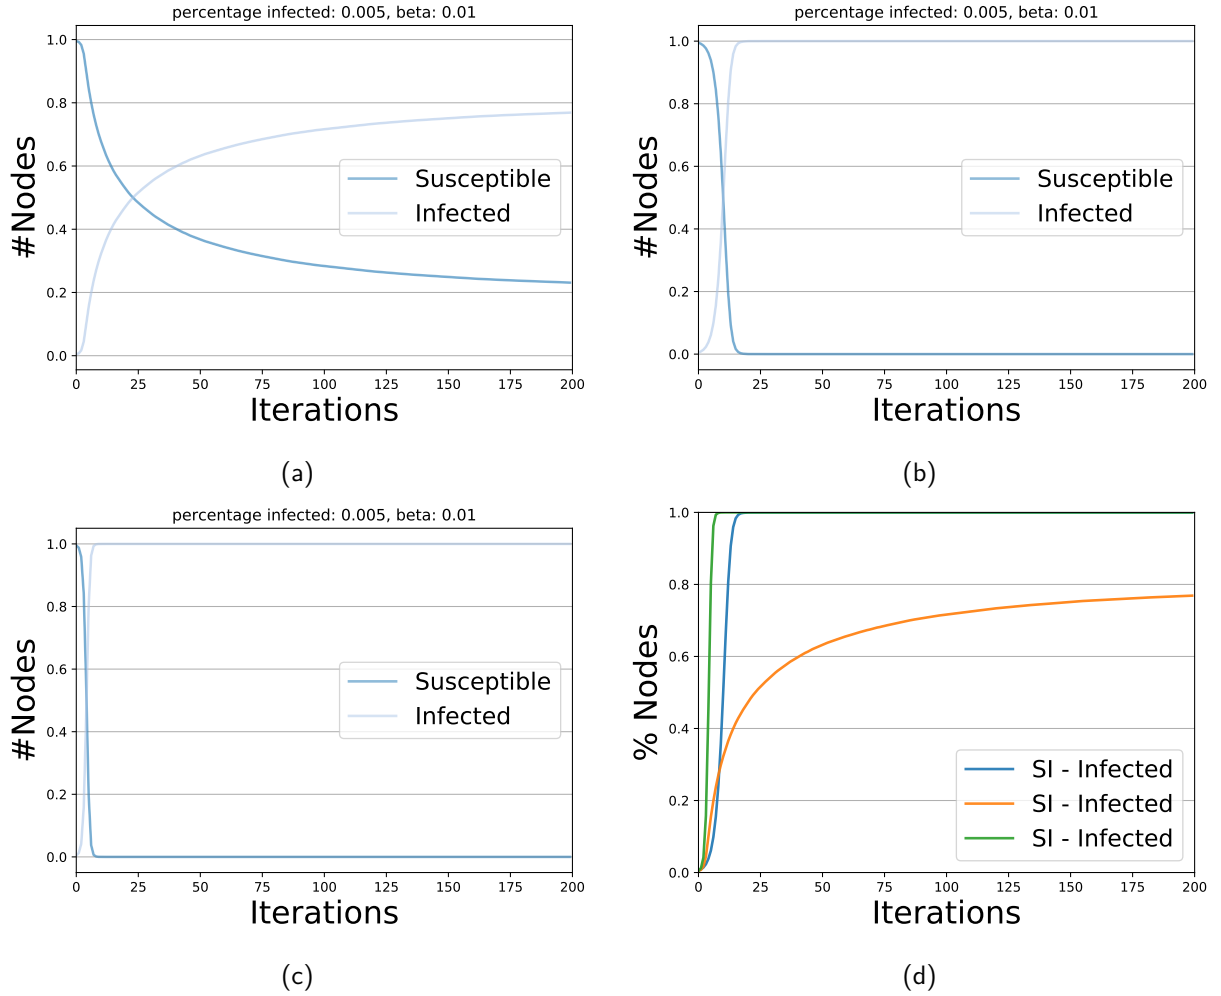 percentage infected: 0.005, beta: 0.01
1.0
0.8
0.6
0.4
0.2
0.0
#Nodes
Susceptible
Infected
0 25 50 75 100 125 150 175 200
Iterations
(a)
percentage infected: 0.005, beta: 0.01
1.0
0.8
0.6
0.4
0.2
0.0
#Nodes
Susceptible
Infected
0 25 50 75 100 125 150 175 200
Iterations
(b)
percentage infected: 0.005, beta: 0.01
1.0
0.8
0.6
0.4
0.2
0.0
#Nodes
Susceptible
Infected
0 25 50 75 100 125 150 175 200
Iterations
(c)
1.0
0.8
0.6
0.4
0.2
0.0
% Nodes
SI - Infected
SI - Infected
SI - Infected
0 25 50 75 100 125 150 175 200
Iterations
(d)